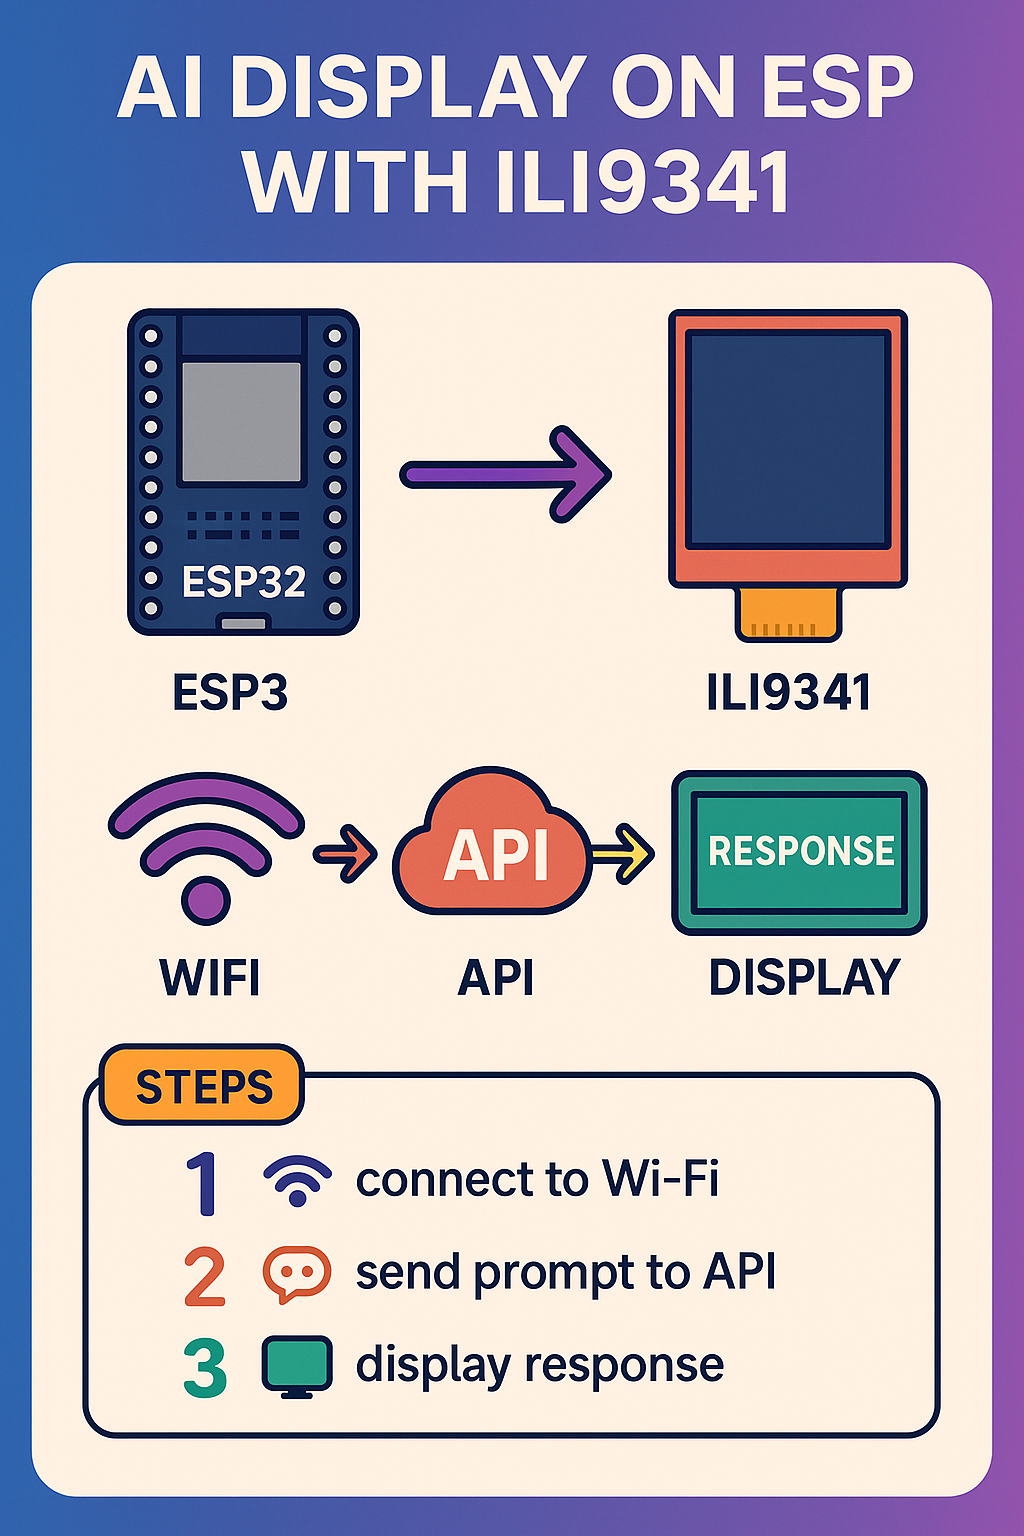 AI DISPLAY ON ESP
WITH ILI9341
ESP32
ESP3
ILI9341
API
RESPONSE
WIFI
API
DISPLAY
STEPS
1 connect to Wi-Fi
2 send prompt to API
3 display response